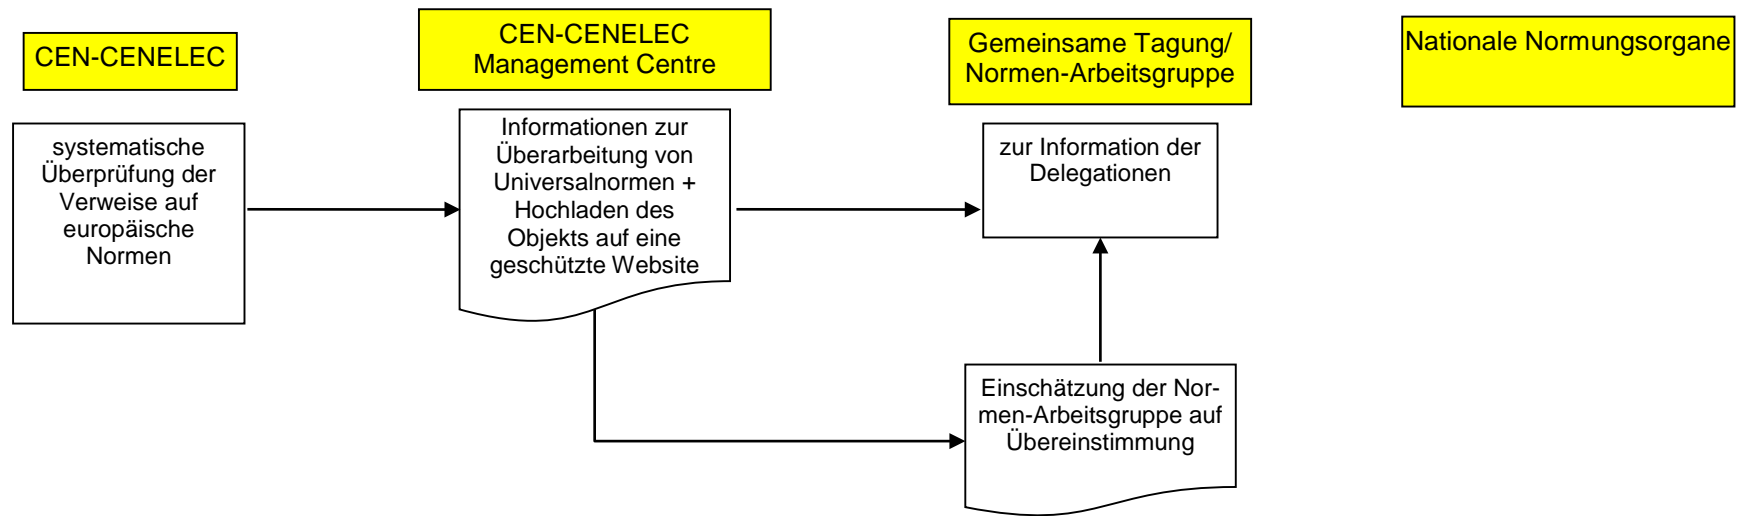 CEN-CENELEC
CEN-CENELEC
Management Centre
Gemeinsame Tagung/
Normen-Arbeitsgruppe
Nationale Normungsorgane
systematische
Überprüfung der
Verweise auf
europäische
Normen
Informationen zur
Überarbeitung von
Universalnormen +
Hochladen des
Objekts auf eine
geschützte Website
zur Information der
Delegationen
Einschätzung der Nor-
men-Arbeitsgruppe auf
Übereinstimmung